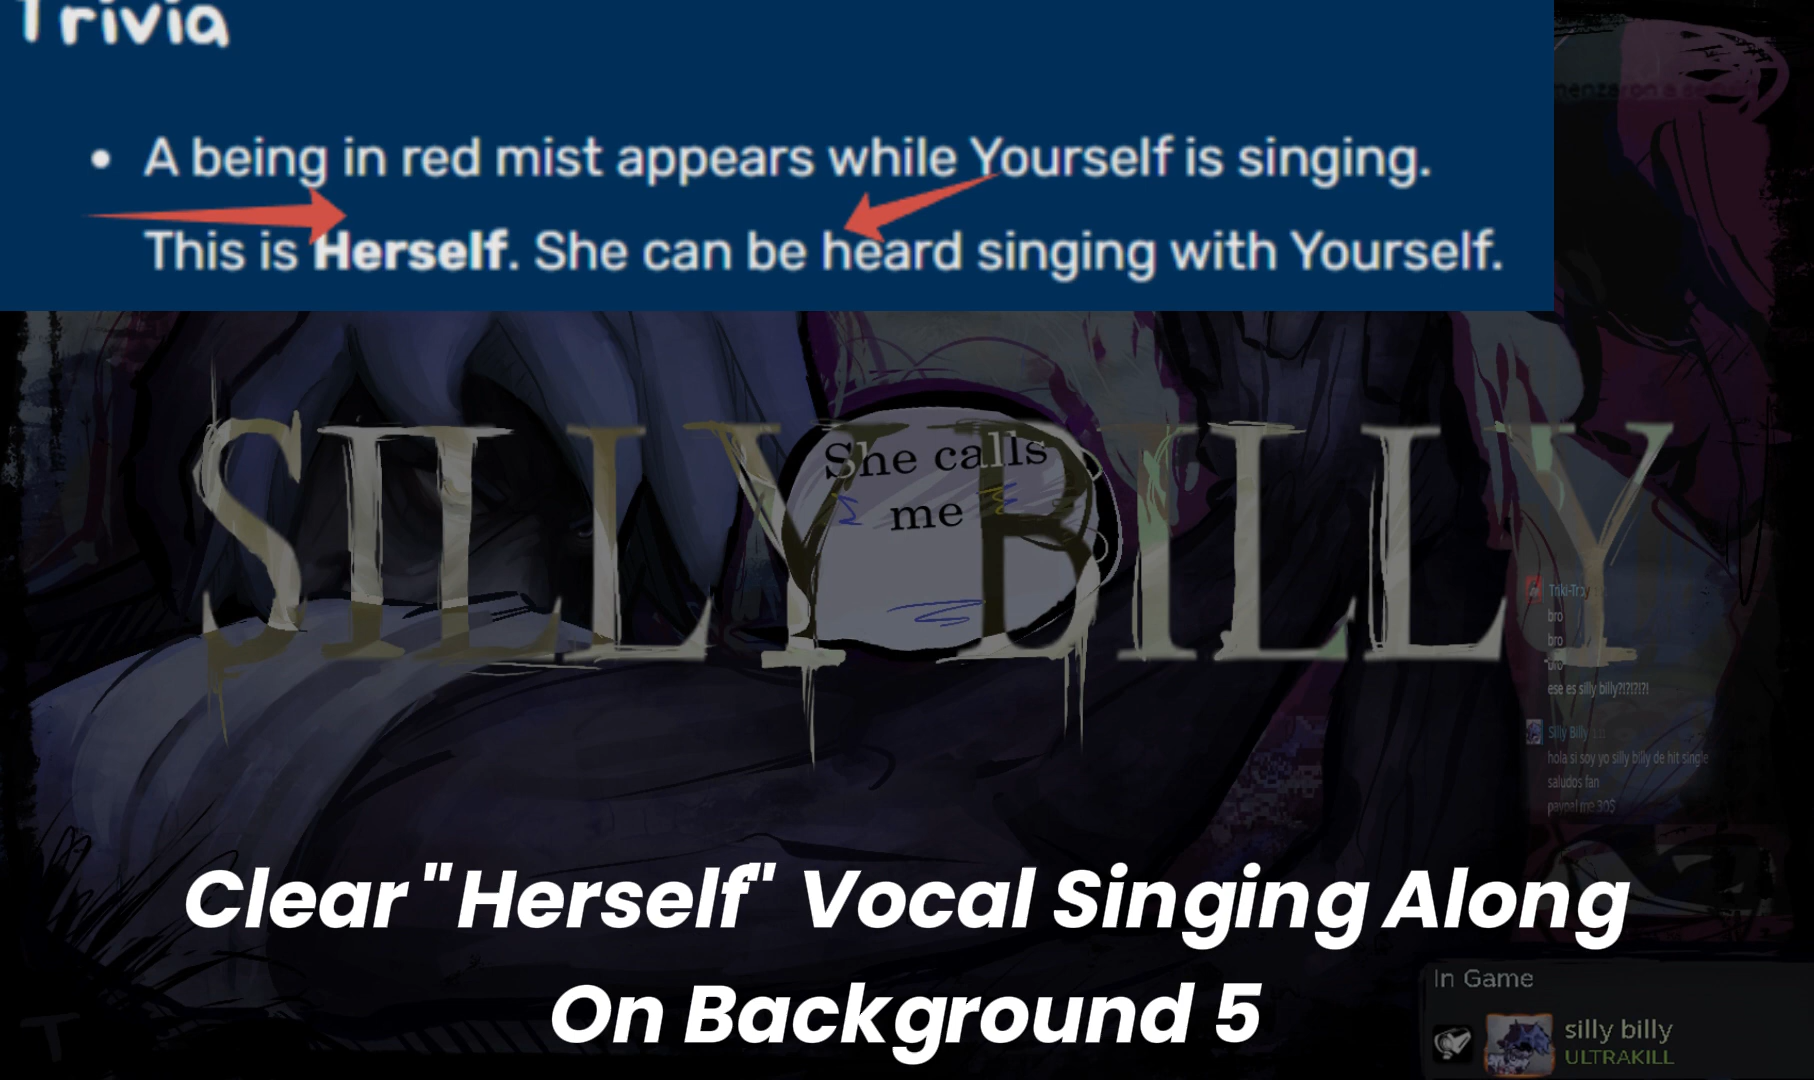 Trivia
• A being in red mist appears while Yourself is singing.
This is Herself. She can be heard singing with Yourself.
SILLY BILLY
She calls
me
Triki-Troy
bro
bro
bro
ese es silly billy?!?!?!?!
Silly Billy
hola si soy yo silly billy de hit single
saludos fan
paypal me 30$
Clear "Herself" Vocal Singing Along
On Background 5
In Game
silly billy
ULTRAKILL